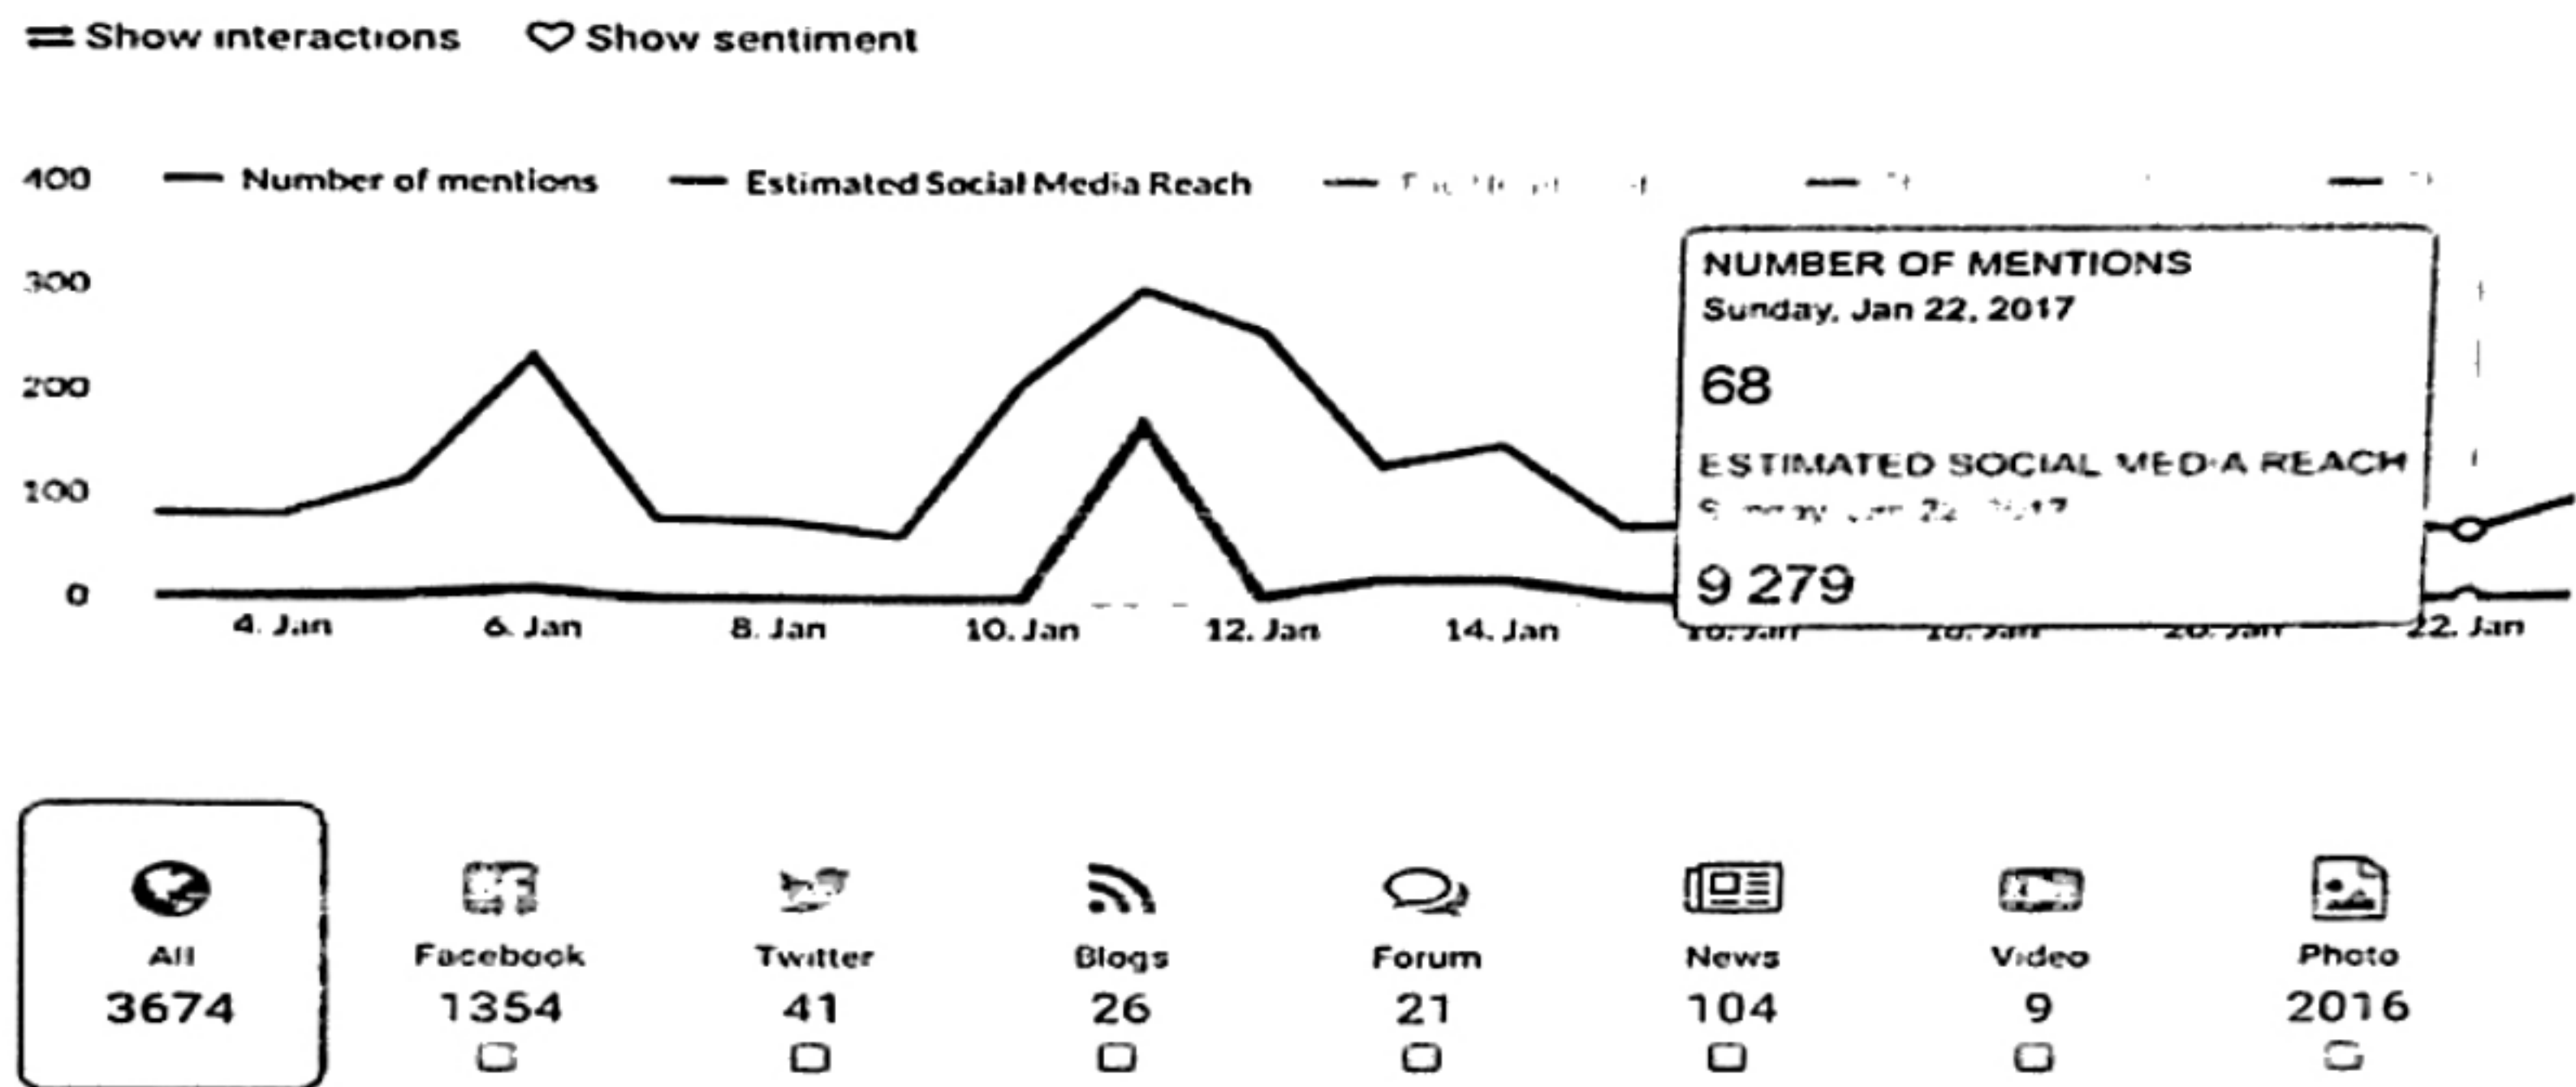 Show interactions Show sentiment
400 Number of mentions Estimated Social Media Reach
300
200
100
0
NUMBER OF MENTIONS
Sunday, Jan 22, 2017
68
ESTIMATED SOCIAL MEDIA REACH
9 279
4. Jan 6. Jan 8. Jan 10. Jan 12. Jan 14. Jan 22. Jan
All Facebook Twitter Blogs Forum News Video Photo
3674 1354 41 26 21 104 9 2016